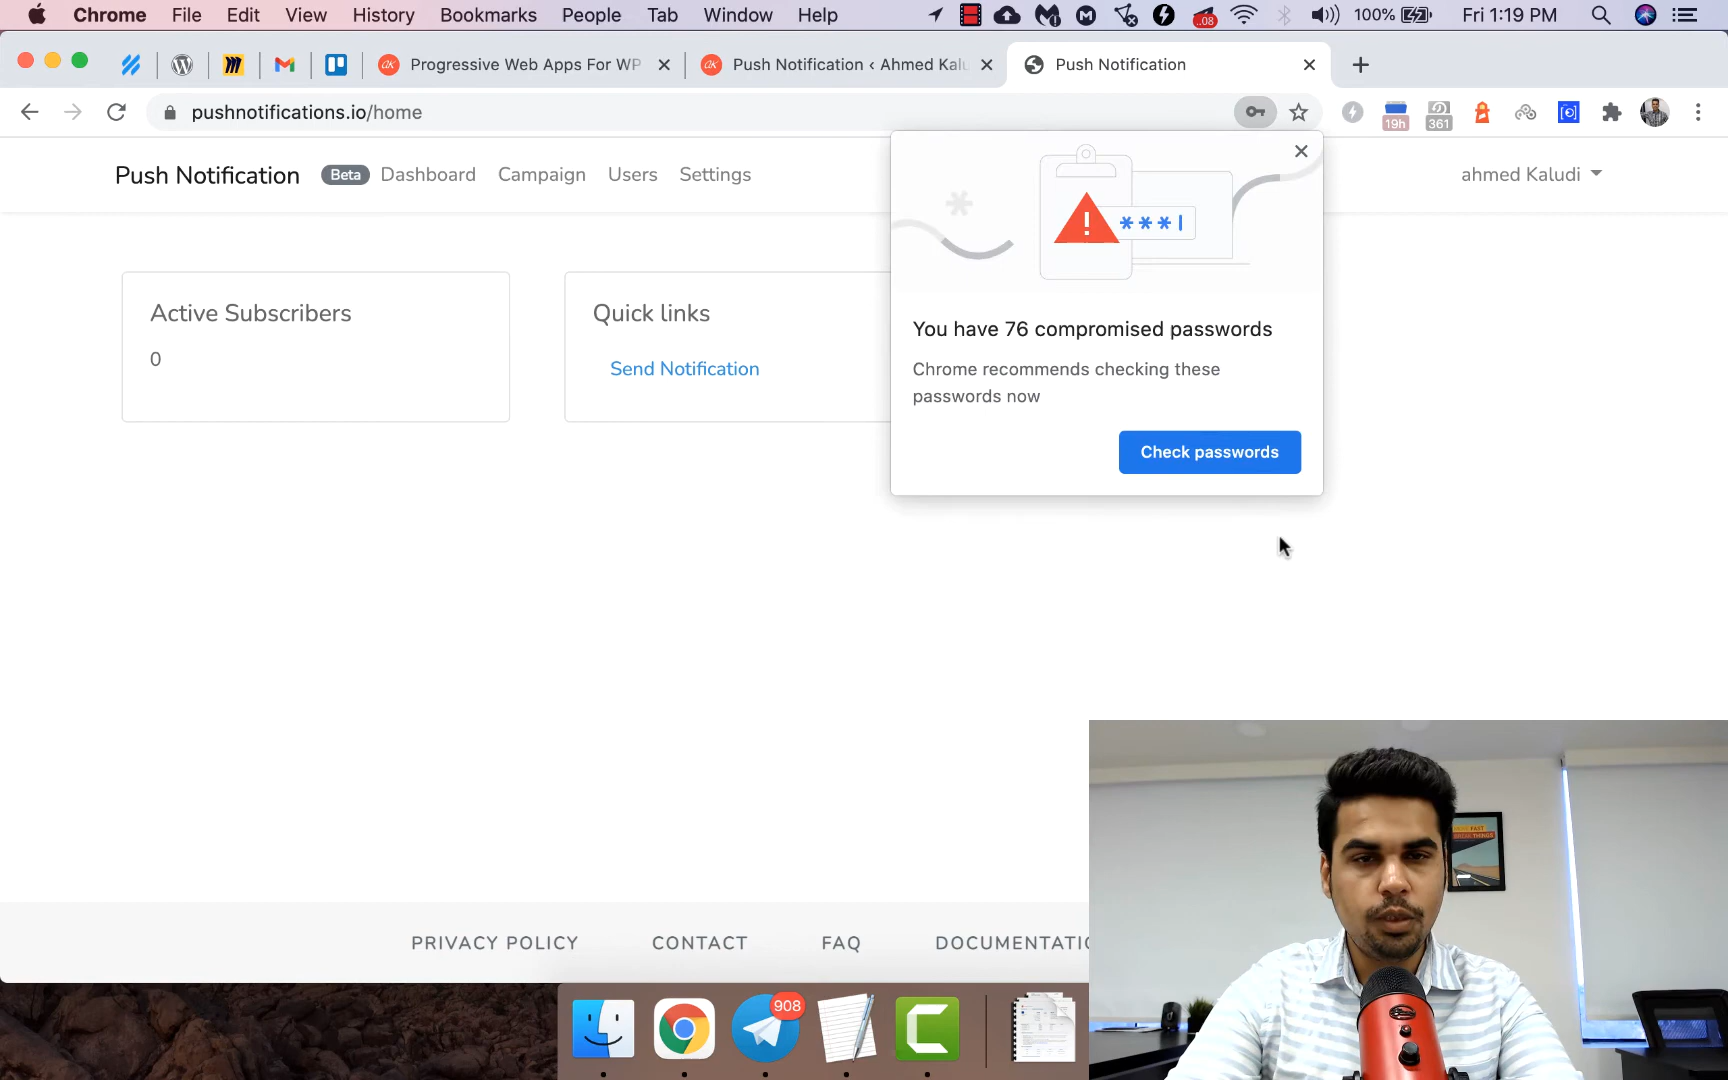 Chrome File Edit View History Bookmarks People Tab Window Help
..08 100% Fri 1:19 PM
Progressive Web Apps For WP
Push Notification ‹ Ahmed Kalu
Push Notification
pushnotifications.io/home
19h
361
Push Notification Beta Dashboard Campaign Users Settings
ahmed Kaludi
Active Subscribers
0
Quick links
Send Notification
***
You have 76 compromised passwords
Chrome recommends checking these
passwords now
Check passwords
PRIVACY POLICY CONTACT FAQ DOCUMENTATIO
908